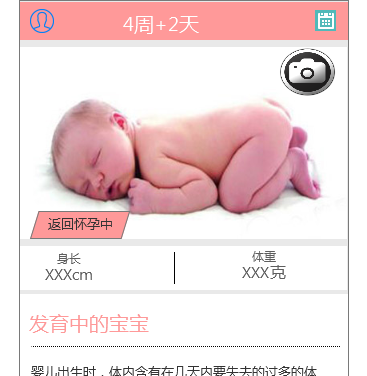 4周+2天
返回怀孕中
身长
XXXcm
体重
XXX克
发育中的宝宝
婴儿出生时，体内含有在几天内要失去的过多的体